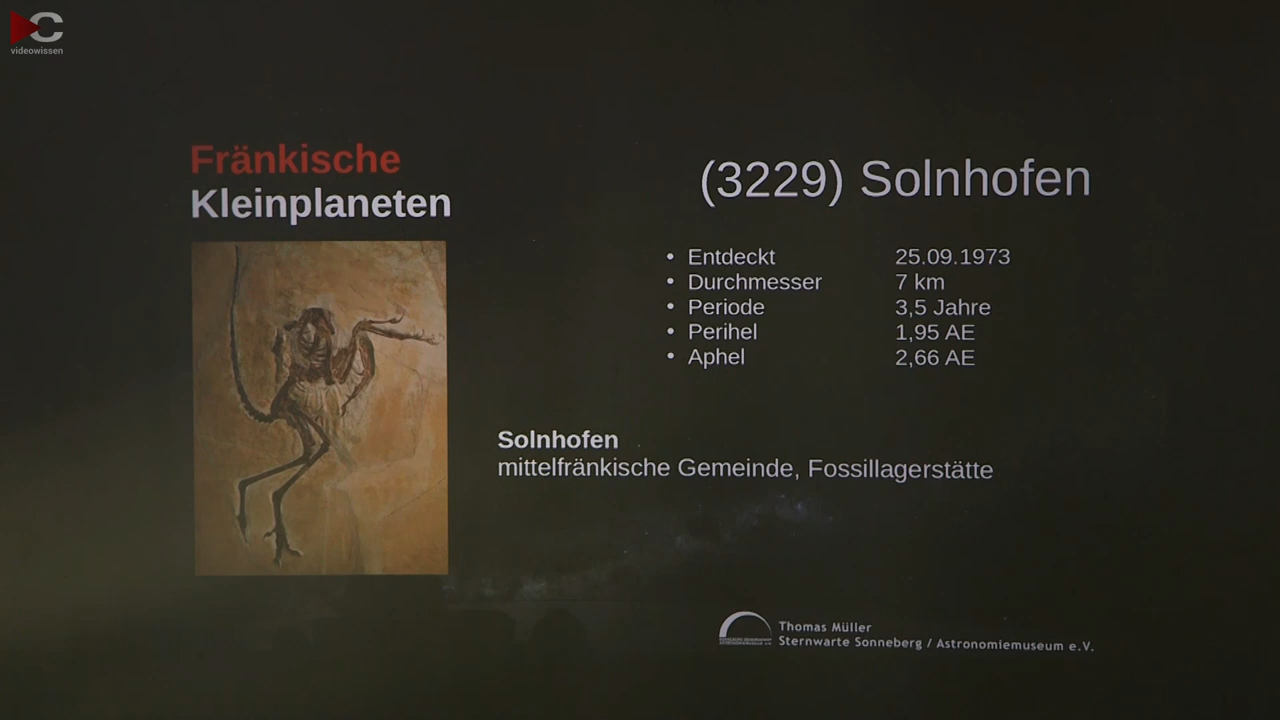 C
videowissen
Fränkische
Kleinplaneten
(3229) Solnhofen
• Entdeckt 25.09.1973
• Durchmesser 7 km
• Periode 3,5 Jahre
• Perihel 1,95 AE
• Aphel 2,66 AE
Solnhofen
mittelfränkische Gemeinde, Fossillagerstätte
Thomas Müller
Sternwarte Sonneberg / Astronomiemuseum e.V.